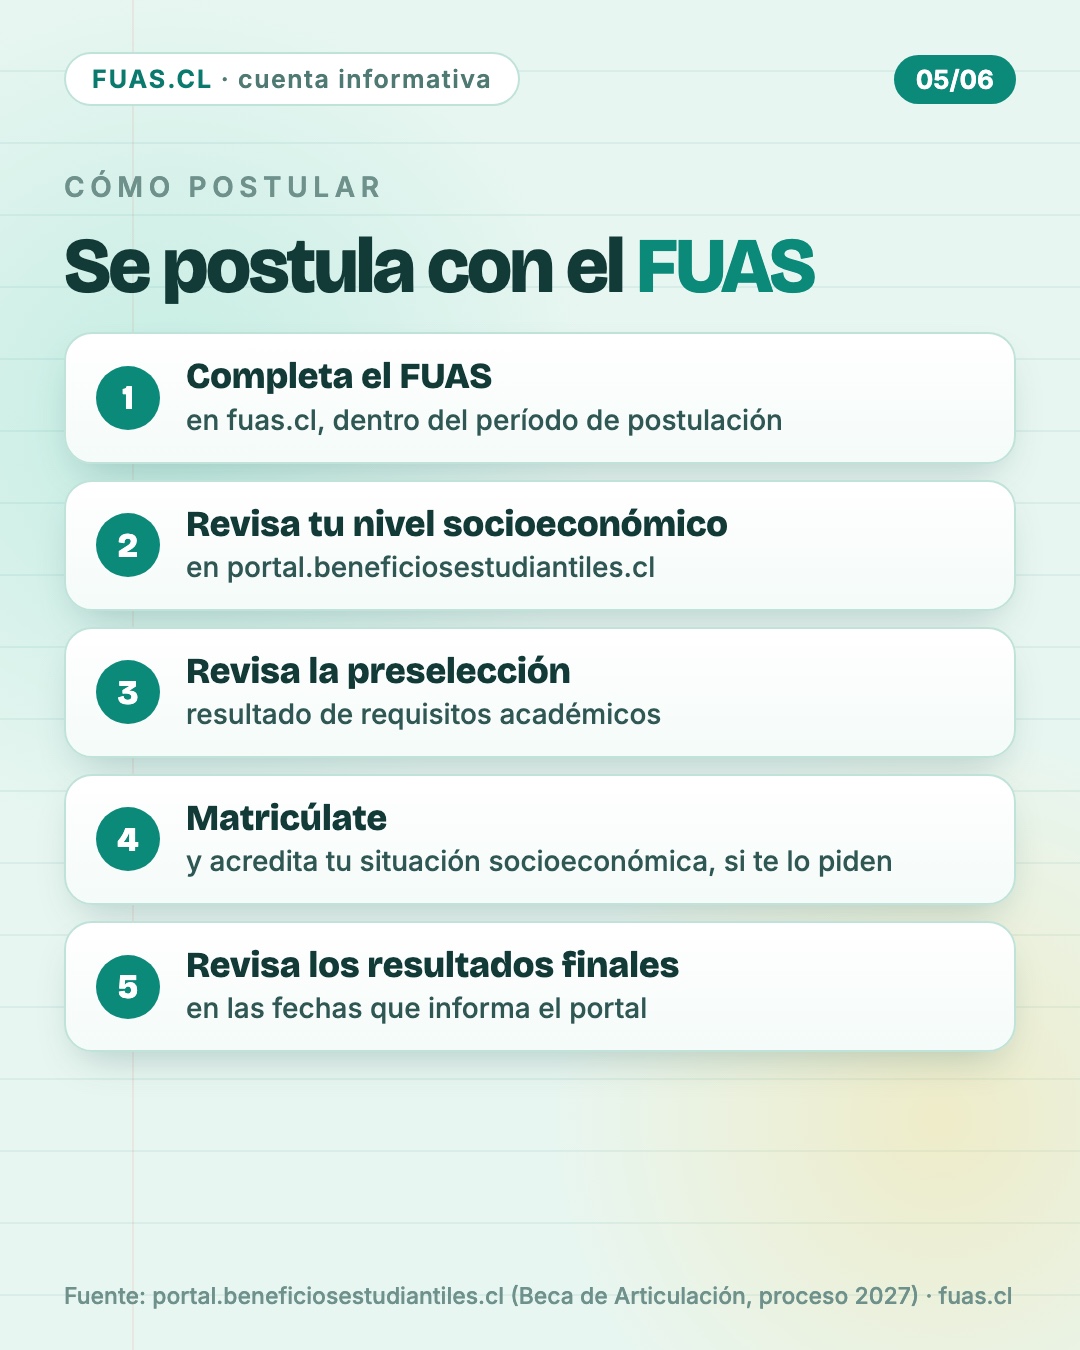 FUAS.CL · cuenta informativa
05/06
CÓMO POSTULAR
Se postula con el FUAS
1
Completa el FUAS
en fuas.cl, dentro del período de postulación
2
Revisa tu nivel socioeconómico
en portal.beneficiosestudiantiles.cl
3
Revisa la preselección
resultado de requisitos académicos
4
Matricúlate
y acredita tu situación socioeconómica, si te lo piden
5
Revisa los resultados finales
en las fechas que informa el portal
Fuente: portal.beneficiosestudiantiles.cl (Beca de Articulación, proceso 2027) · fuas.cl